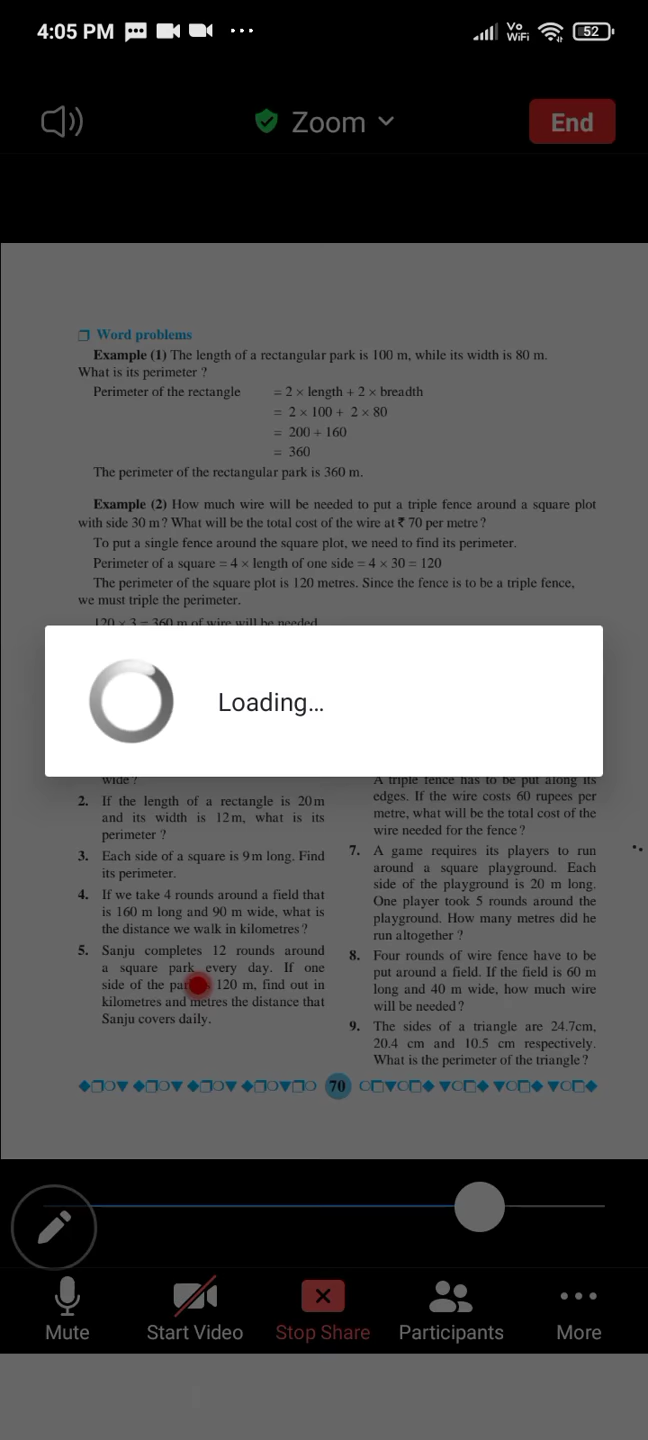 4:05 PM
Vo
WiFi
52
Zoom
End
Word problems
Example (1) The length of a rectangular park is 100 m, while its width is 80 m.
What is its perimeter ?
Perimeter of the rectangle = 2 × length + 2 × breadth
= 2 × 100 + 2 × 80
= 200 + 160
= 360
The perimeter of the rectangular park is 360 m.
Example (2) How much wire will be needed to put a triple fence around a square plot
with side 30 m ? What will be the total cost of the wire at ₹ 70 per metre ?
To put a single fence around the square plot, we need to find its perimeter.
Perimeter of a square = 4 × length of one side = 4 × 30 = 120
The perimeter of the square plot is 120 metres. Since the fence is to be a triple fence,
we must triple the perimeter.
120 × 3 = 360 m of wire will be needed
Loading...
wide ?
2. If the length of a rectangle is 20 m
and its width is 12 m, what is its
perimeter ?
3. Each side of a square is 9 m long. Find
its perimeter.
4. If we take 4 rounds around a field that
is 160 m long and 90 m wide, what is
the distance we walk in kilometres ?
5. Sanju completes 12 rounds around
a square park every day. If one
side of the 120 m, find out in
kilometres and metres the distance that
Sanju covers daily.
A triple fence has to be put along its
edges. If the wire costs 60 rupees per
metre, what will be the total cost of the
wire needed for the fence ?
7. A game requires its players to run
around a square playground. Each
side of the playground is 20 m long.
One player took 5 rounds around the
playground. How many metres did he
run altogether ?
8. Four rounds of wire fence have to be
put around a field. If the field is 60 m
long and 40 m wide, how much wire
will be needed ?
9. The sides of a triangle are 24.7cm,
20.4 cm and 10.5 cm respectively.
What is the perimeter of the triangle ?
70
Mute
Start Video
Stop Share
Participants
More